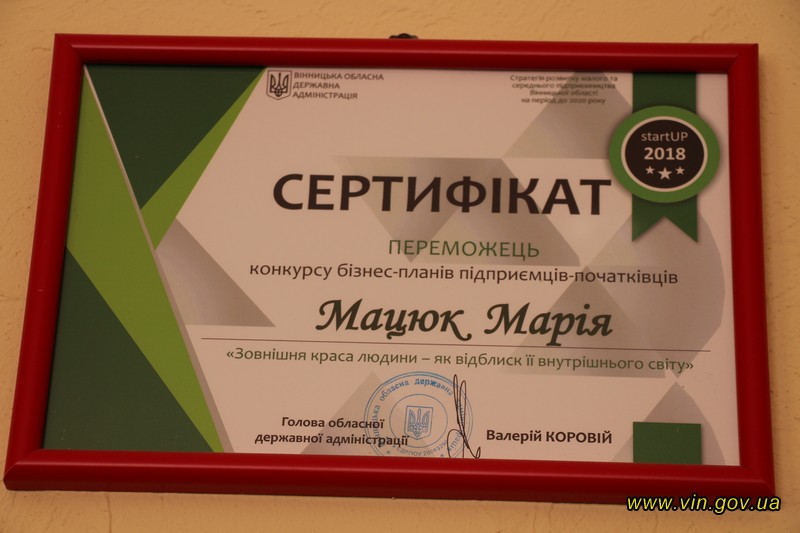 ВІННИЦЬКА ОБЛАСНА
ДЕРЖАВНА
АДМІНІСТРАЦІЯ
Стратегія розвитку малого та
середнього підприємництва
Вінницької області
на період до 2020 року
startUP
2018
СЕРТИФІКАТ
ПЕРЕМОЖЕЦЬ
конкурсу бізнес-планів підприємців-початківців
Мацюк Марія
«Зовнішня краса людини – як відблиск її внутрішнього світу»
обласна державна
Голова обласної
державної адміністрації
Валерій КОРОВІЙ
www.vin.gov.ua